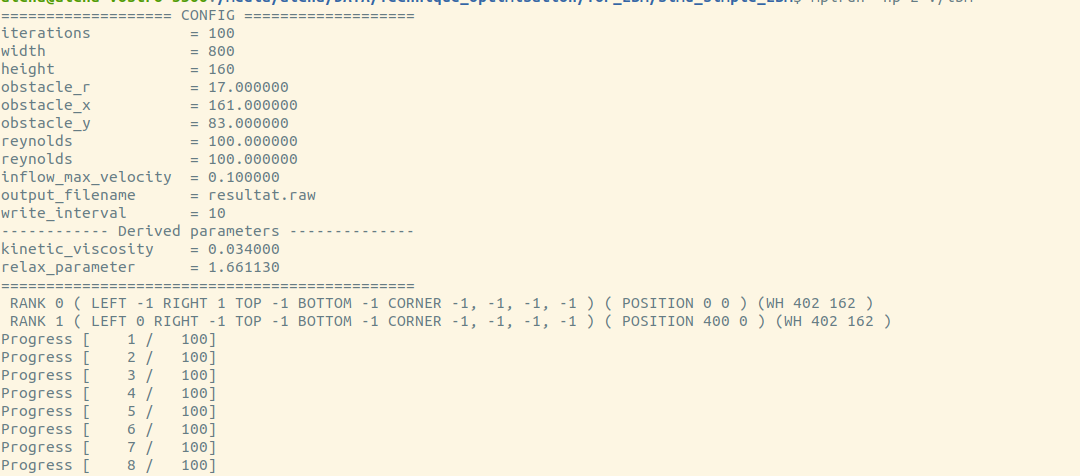 =================== CONFIG ===================
iterations           = 100
width                = 800
height               = 160
obstacle_r           = 17.000000
obstacle_x           = 161.000000
obstacle_y           = 83.000000
reynolds             = 100.000000
reynolds             = 100.000000
inflow_max_velocity  = 0.100000
output_filename      = resultat.raw
write_interval       = 10
------------ Derived parameters --------------
kinetic_viscosity    = 0.034000
relax_parameter      = 1.661130
==============================================
 RANK 0 ( LEFT -1 RIGHT 1 TOP -1 BOTTOM -1 CORNER -1, -1, -1, -1 ) ( POSITION 0 0 ) (WH 402 162 )
 RANK 1 ( LEFT 0 RIGHT -1 TOP -1 BOTTOM -1 CORNER -1, -1, -1, -1 ) ( POSITION 400 0 ) (WH 402 162 )
Progress [    1 /   100]
Progress [    2 /   100]
Progress [    3 /   100]
Progress [    4 /   100]
Progress [    5 /   100]
Progress [    6 /   100]
Progress [    7 /   100]
Progress [    8 /   100]